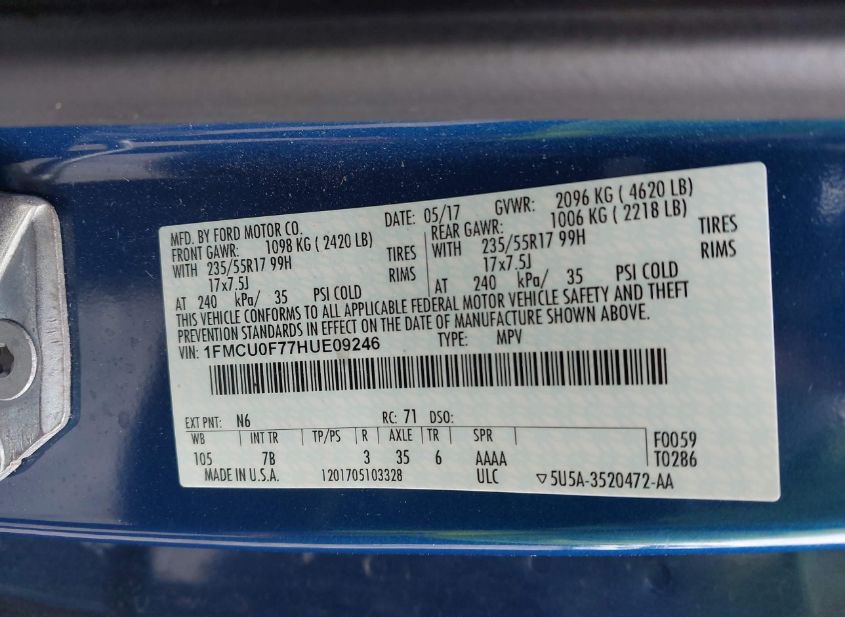 MFD. BY FORD MOTOR CO. DATE: 05/17 GVWR: 2096 KG ( 4620 LB)
FRONT GAWR: 1098 KG ( 2420 LB) REAR GAWR: 1006 KG ( 2218 LB)
WITH 235/55R17 99H TIRES WITH 235/55R17 99H TIRES
17x7.5J RIMS 17x7.5J RIMS
AT 240 kPa/ 35 PSI COLD AT 240 kPa/ 35 PSI COLD
THIS VEHICLE CONFORMS TO ALL APPLICABLE FEDERAL MOTOR VEHICLE SAFETY AND THEFT
PREVENTION STANDARDS IN EFFECT ON THE DATE OF MANUFACTURE SHOWN ABOVE.
VIN: 1FMCU0F77HUE09246 TYPE: MPV
EXT PNT: N6 RC: 71 DSO:
WB INT TR TP/PS R AXLE TR SPR F0059
105 7B 3 35 6 AAAA T0286
MADE IN U.S.A. 1201705103328 ULC ▽5U5A-3520472-AA